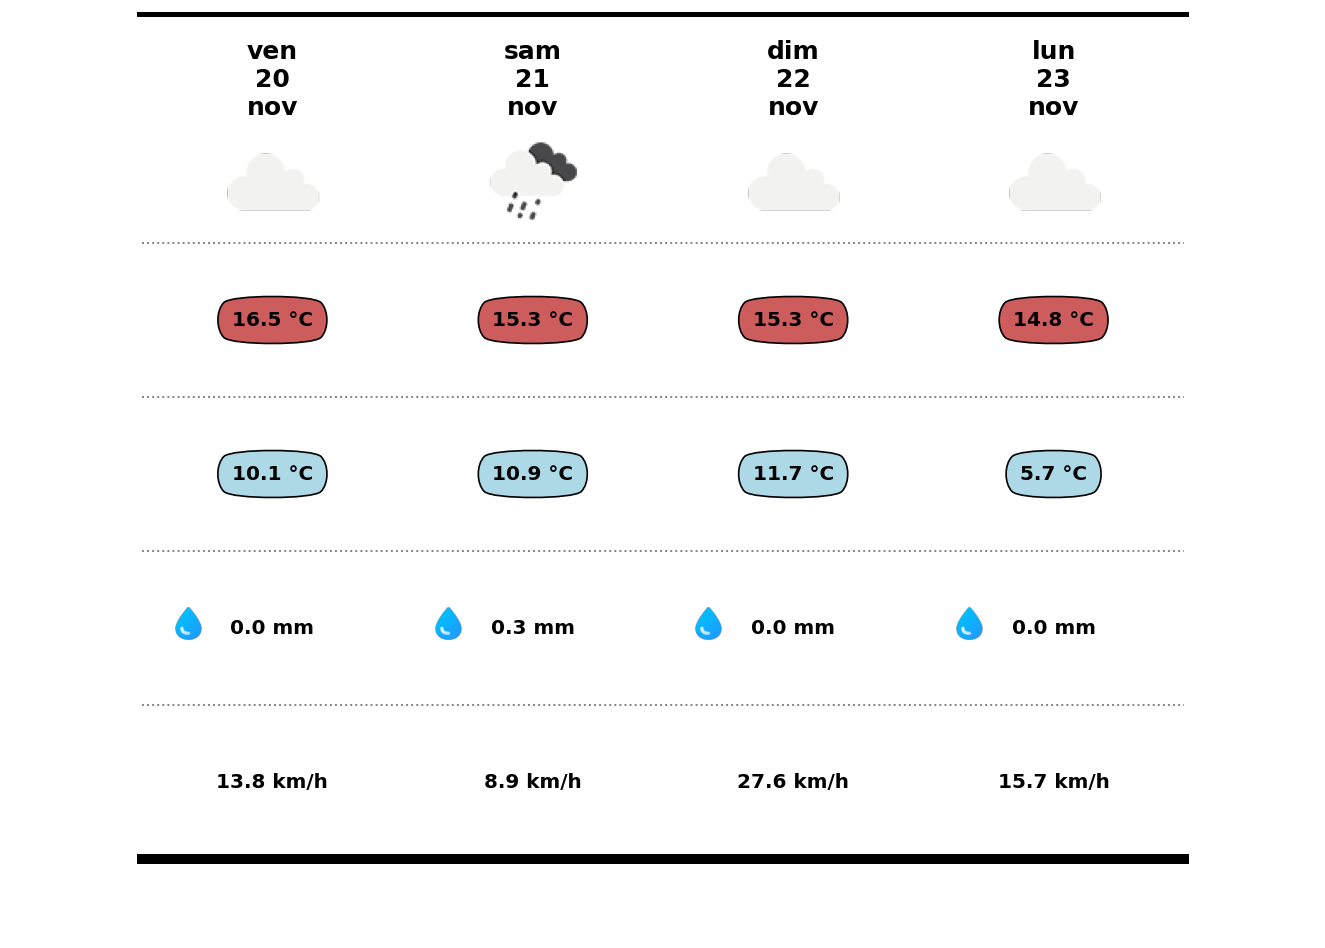 ven
20
nov
sam
21
nov
dim
22
nov
lun
23
nov
16.5 °C
15.3 °C
15.3 °C
14.8 °C
10.1 °C
10.9 °C
11.7 °C
5.7 °C
0.0 mm
0.3 mm
0.0 mm
0.0 mm
13.8 km/h
8.9 km/h
27.6 km/h
15.7 km/h